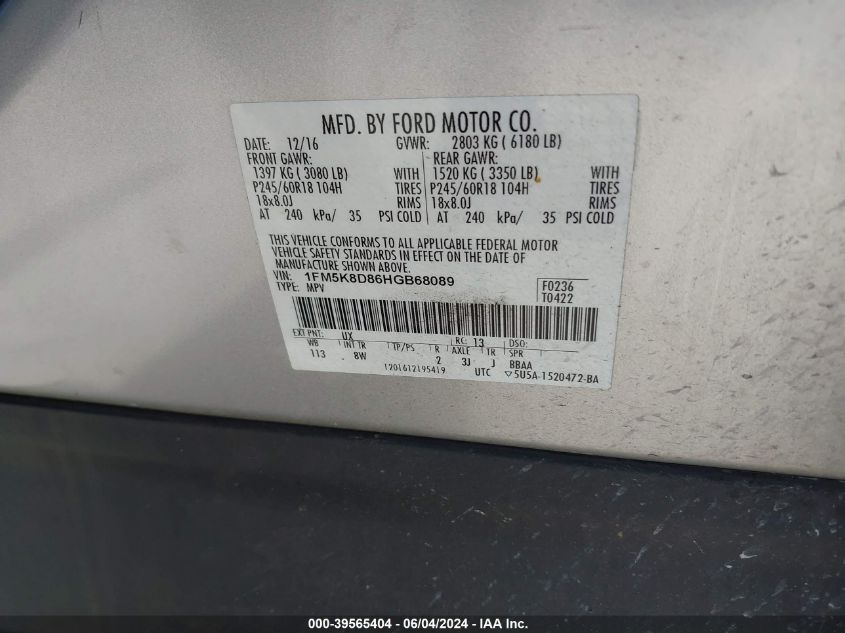 MFD. BY FORD MOTOR CO.
DATE: 12/16 GVWR: 2803 KG ( 6180 LB)
FRONT GAWR: REAR GAWR:
1397 KG ( 3080 LB) WITH 1520 KG ( 3350 LB) WITH
P245/60R18 104H TIRES P245/60R18 104H TIRES
18x8.0J RIMS 18x8.0J RIMS
AT 240 kPa/ 35 PSI COLD AT 240 kPa/ 35 PSI COLD
THIS VEHICLE CONFORMS TO ALL APPLICABLE FEDERAL MOTOR
VEHICLE SAFETY STANDARDS IN EFFECT ON THE DATE OF
MANUFACTURE SHOWN ABOVE.
VIN: 1FM5K8D86HGB68089 F0236
TYPE: MPV T0422
EXT PNT: UX RC: 13 DSO:
WB INT TR TP/PS R AXLE TR SPR
113 . 8W 2 3J J BBAA
1201612195419 UTC ▽5U5A-1520472-BA
000-39565404 - 06/04/2024 - IAA Inc.